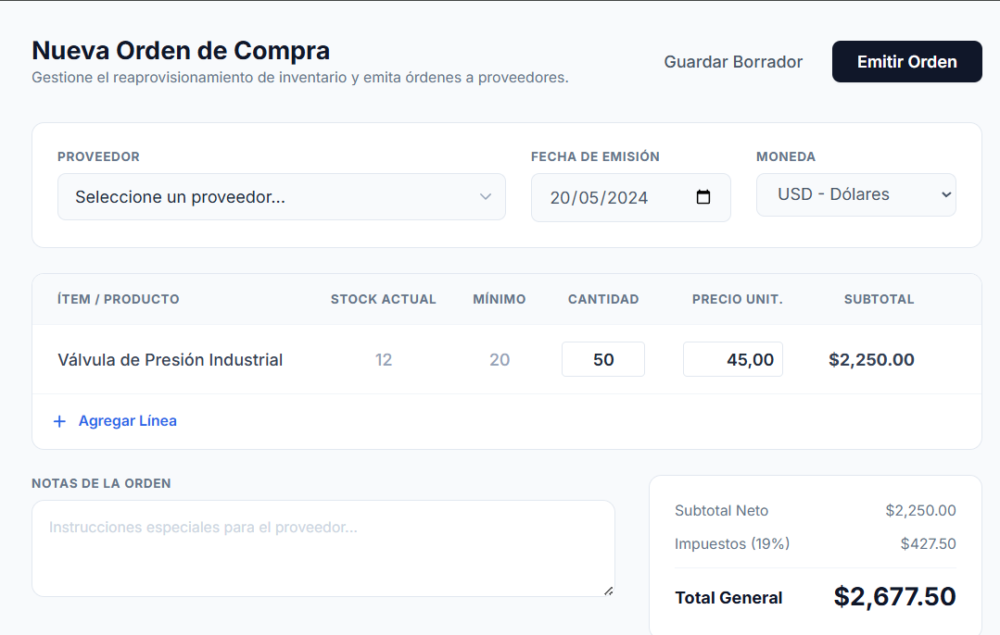 Nueva Orden de Compra
Gestione el reaprovisionamiento de inventario y emita órdenes a proveedores.
Guardar Borrador
Emitir Orden
PROVEEDOR
Seleccione un proveedor...
FECHA DE EMISIÓN
20/05/2024
MONEDA
USD - Dólares
ÍTEM / PRODUCTO STOCK ACTUAL MÍNIMO CANTIDAD PRECIO UNIT. SUBTOTAL
Válvula de Presión Industrial 12 20 50 45,00 $2,250.00
+ Agregar Línea
NOTAS DE LA ORDEN
Instrucciones especiales para el proveedor...
Subtotal Neto $2,250.00
Impuestos (19%) $427.50
Total General $2,677.50